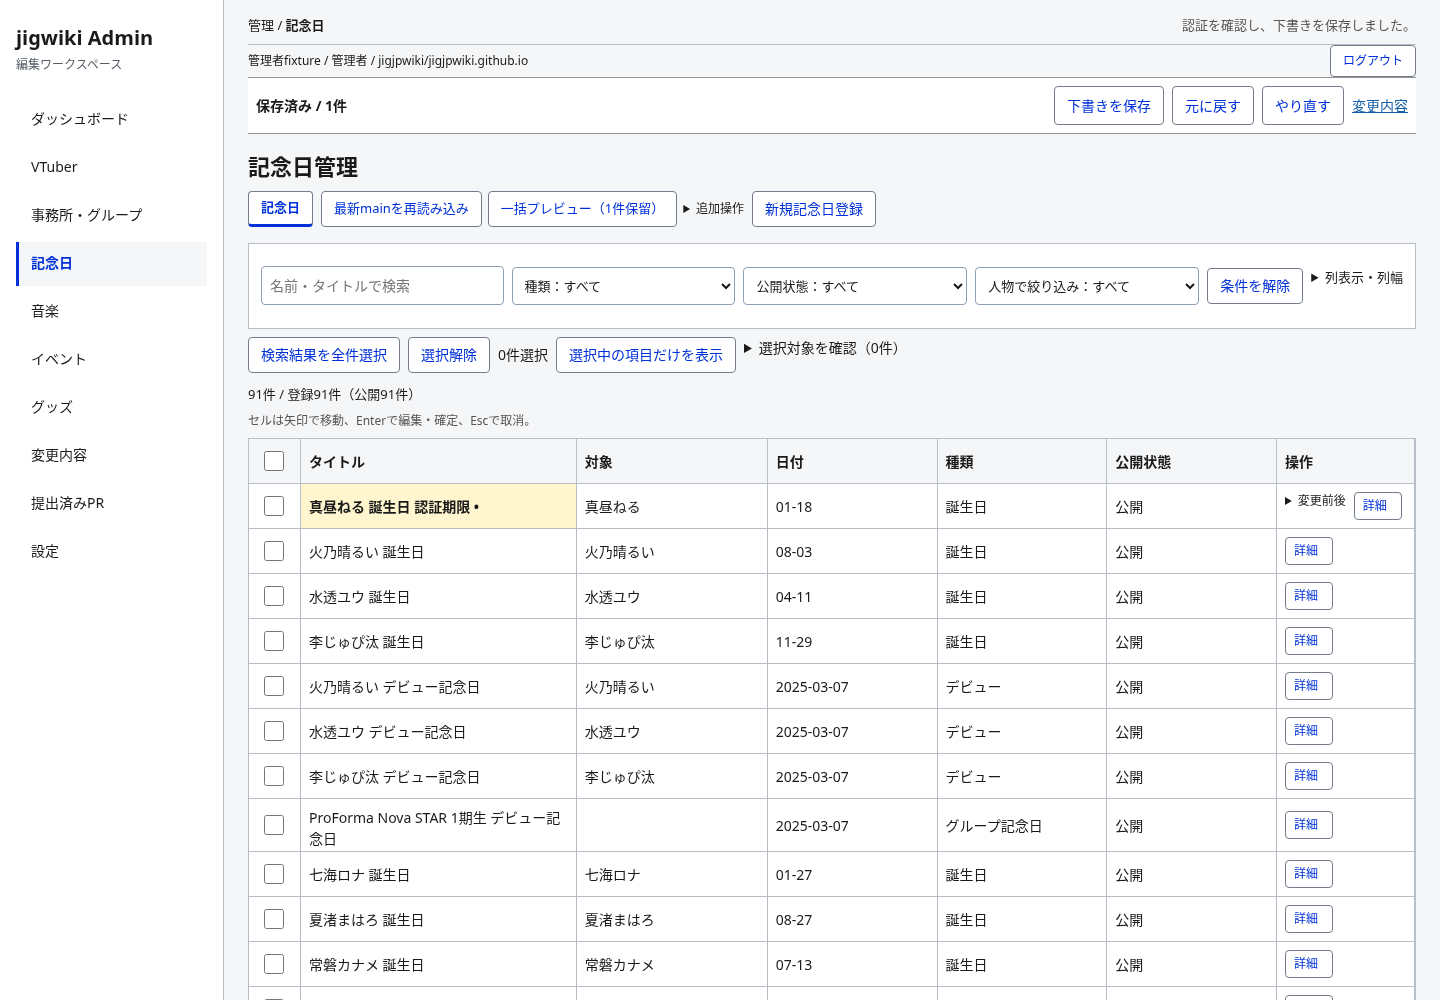 jigwiki Admin
編集ワークスペース
ダッシュボード
VTuber
事務所・グループ
記念日
音楽
イベント
グッズ
変更内容
提出済みPR
設定
管理 / 記念日
認証を確認し、下書きを保存しました。
管理者fixture / 管理者 / jigjpwiki/jigjpwiki.github.io
ログアウト
保存済み / 1件
下書きを保存
元に戻す
やり直す
変更内容
記念日管理
記念日
最新mainを再読み込み
一括プレビュー（1件保留）
▶ 追加操作
新規記念日登録
名前・タイトルで検索
種類：すべて
公開状態：すべて
人物で絞り込み：すべて
条件を解除
▶ 列表示・列幅
検索結果を全件選択
選択解除
0件選択
選択中の項目だけを表示
▶ 選択対象を確認（0件）
91件 / 登録91件（公開91件）
セルは矢印で移動、Enterで編集・確定、Escで取消。
タイトル 対象 日付 種類 公開状態 操作
真昼ねる 誕生日 認証期限 • 真昼ねる 01-18 誕生日 公開 ▶ 変更前後 詳細
火乃晴るい 誕生日 火乃晴るい 08-03 誕生日 公開 詳細
水透ユウ 誕生日 水透ユウ 04-11 誕生日 公開 詳細
李じゅぴ汰 誕生日 李じゅぴ汰 11-29 誕生日 公開 詳細
火乃晴るい デビュー記念日 火乃晴るい 2025-03-07 デビュー 公開 詳細
水透ユウ デビュー記念日 水透ユウ 2025-03-07 デビュー 公開 詳細
李じゅぴ汰 デビュー記念日 李じゅぴ汰 2025-03-07 デビュー 公開 詳細
ProForma Nova STAR 1期生 デビュー記
念日 2025-03-07 グループ記念日 公開 詳細
七海ロナ 誕生日 七海ロナ 01-27 誕生日 公開 詳細
夏渚まはろ 誕生日 夏渚まはろ 08-27 誕生日 公開 詳細
常磐カナメ 誕生日 常磐カナメ 07-13 誕生日 公開 詳細